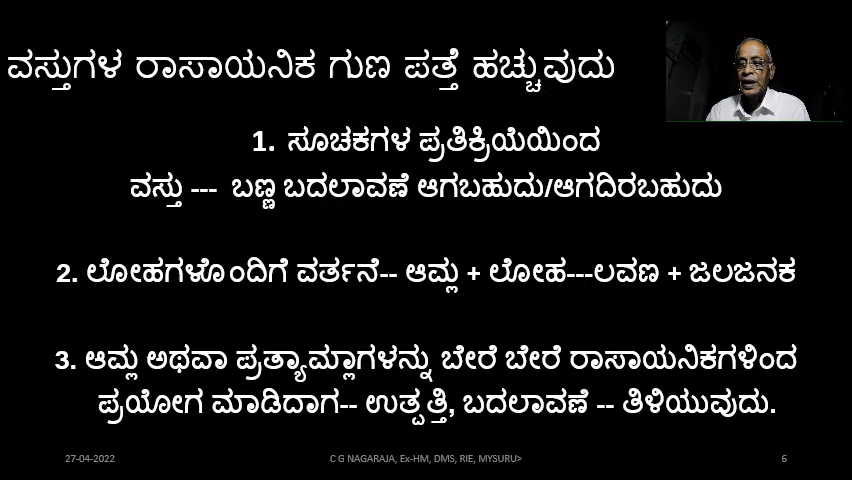 ವಸ್ತುಗಳ ರಾಸಾಯನಿಕ ಗುಣ ಪತ್ತೆ ಹಚ್ಚುವುದು
1. ಸೂಚಕಗಳ ಪ್ರತಿಕ್ರಿಯೆಯಿಂದ
ವಸ್ತು --- ಬಣ್ಣ ಬದಲಾವಣೆ ಆಗಬಹುದು/ಆಗದಿರಬಹುದು
2. ಲೋಹಗಳೊಂದಿಗೆ ವರ್ತನೆ-- ಆಮ್ಲ + ಲೋಹ---ಲವಣ + ಜಲಜನಕ
3. ಆಮ್ಲ ಅಥವಾ ಪ್ರತ್ಯಾಮ್ಲಾಗಳನ್ನು ಬೇರೆ ಬೇರೆ ರಾಸಾಯನಿಕಗಳಿಂದ
ಪ್ರಯೋಗ ಮಾಡಿದಾಗ-- ಉತ್ಪತ್ತಿ, ಬದಲಾವಣೆ -- ತಿಳಿಯುವುದು.
27-04-2022 C G NAGARAJA, Ex-HM, DMS, RIE, MYSURU> 6